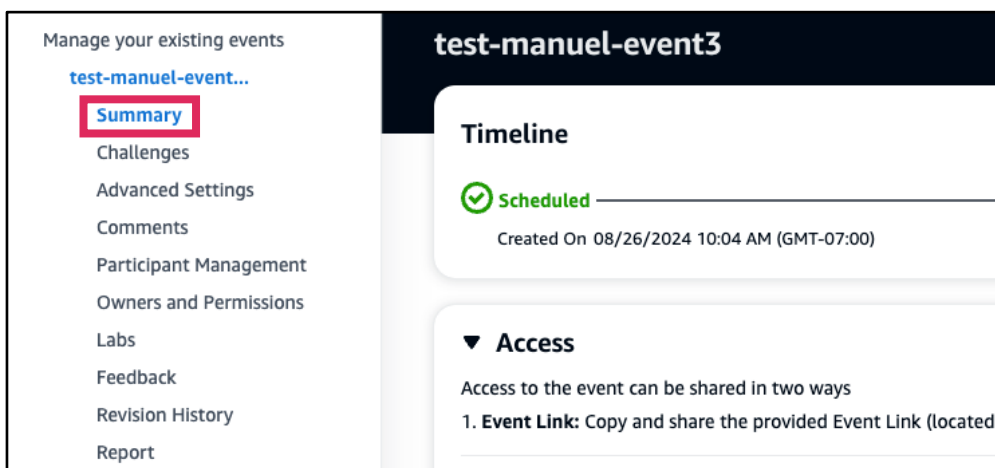 Manage your existing events
test-manuel-event...
Summary
Challenges
Advanced Settings
Comments
Participant Management
Owners and Permissions
Labs
Feedback
Revision History
Report
test-manuel-event3
Timeline
Scheduled
Created On 08/26/2024 10:04 AM (GMT-07:00)
Access
Access to the event can be shared in two ways
1. Event Link: Copy and share the provided Event Link (located